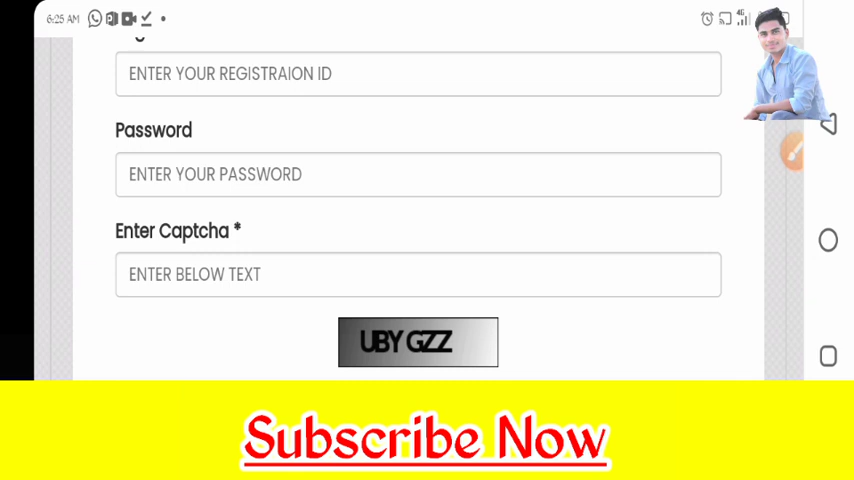 6:25 AM
4G
ENTER YOUR REGISTRAION ID
Password
ENTER YOUR PASSWORD
Enter Captcha *
ENTER BELOW TEXT
UBY GZZ
Subscribe Now